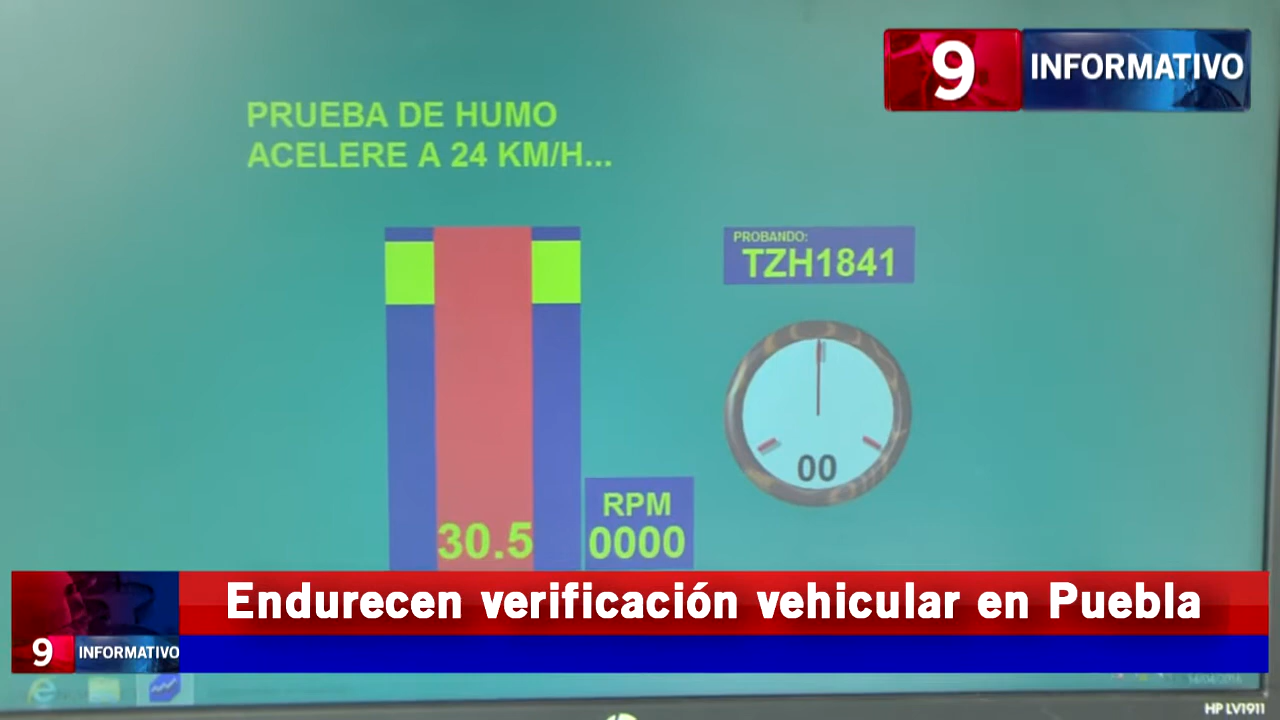 9 INFORMATIVO
PRUEBA DE HUMO
ACELERE A 24 KM/H...
PROBANDO:
TZH1841
00
RPM
30.5
0000
Endurecen verificación vehicular en Puebla
9 INFORMATIVO
HP LV1911